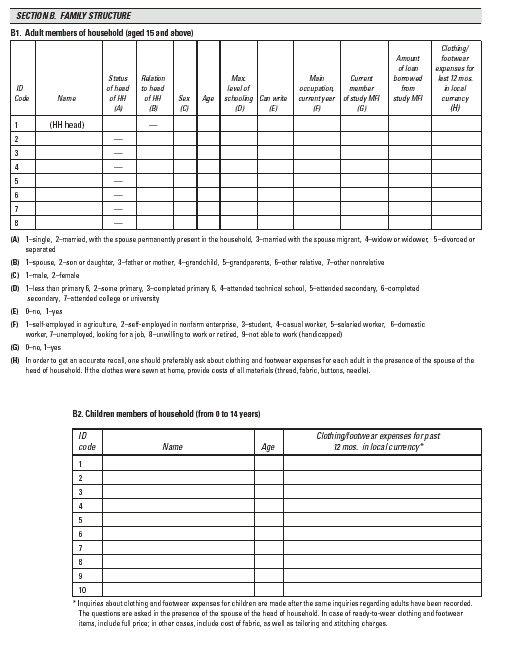 SECTION B. FAMILY STRUCTURE
B1. Adult members of household (aged 15 and above)
ID Code
Name
Status of head of HH (A)
Relation to head of HH (B)
Sex (C)
Age
Max. level of schooling (D)
Can write (E)
Main occupation, current year (F)
Current member of study MFI (G)
Amount of loan borrowed from study MFI
Clothing/ footwear expenses for last 12 mos. in local currency (H)
1 (HH head) —
2 —
3 —
4 —
5 —
6 —
7 —
8 —
(A) 1–single, 2–married, with the spouse permanently present in the household, 3–married with the spouse migrant, 4–widow or widower, 5–divorced or
separated
(B) 1–spouse, 2–son or daughter, 3–father or mother, 4–grandchild, 5–grandparents, 6–other relative, 7–other nonrelative
(C) 1–male, 2–female
(D) 1–less than primary 6, 2–some primary, 3–completed primary 6, 4–attended technical school, 5–attended secondary, 6–completed
secondary, 7–attended college or university
(E) 0–no, 1–yes
(F) 1–self-employed in agriculture, 2–self-employed in nonfarm enterprise, 3–student, 4–casual worker, 5–salaried worker, 6–domestic
worker, 7–unemployed, looking for a job, 8–unwilling to work or retired, 9–not able to work (handicapped)
(G) 0–no, 1–yes
(H) In order to get an accurate recall, one should preferably ask about clothing and footwear expenses for each adult in the presence of the spouse of the
head of household. If the clothes were sewn at home, provide costs of all materials (thread, fabric, buttons, needle).
B2. Children members of household (from 0 to 14 years)
ID code
Name
Age
Clothing/footwear expenses for past
12 mos. in local currency*
1
2
3
4
5
6
7
8
9
10
* Inquiries about clothing and footwear expenses for children are made after the same inquiries regarding adults have been recorded.
The questions are asked in the presence of the spouse of the head of household. In case of ready-to-wear clothing and footwear
items, include full price; in other cases, include cost of fabric, as well as tailoring and stitching charges.